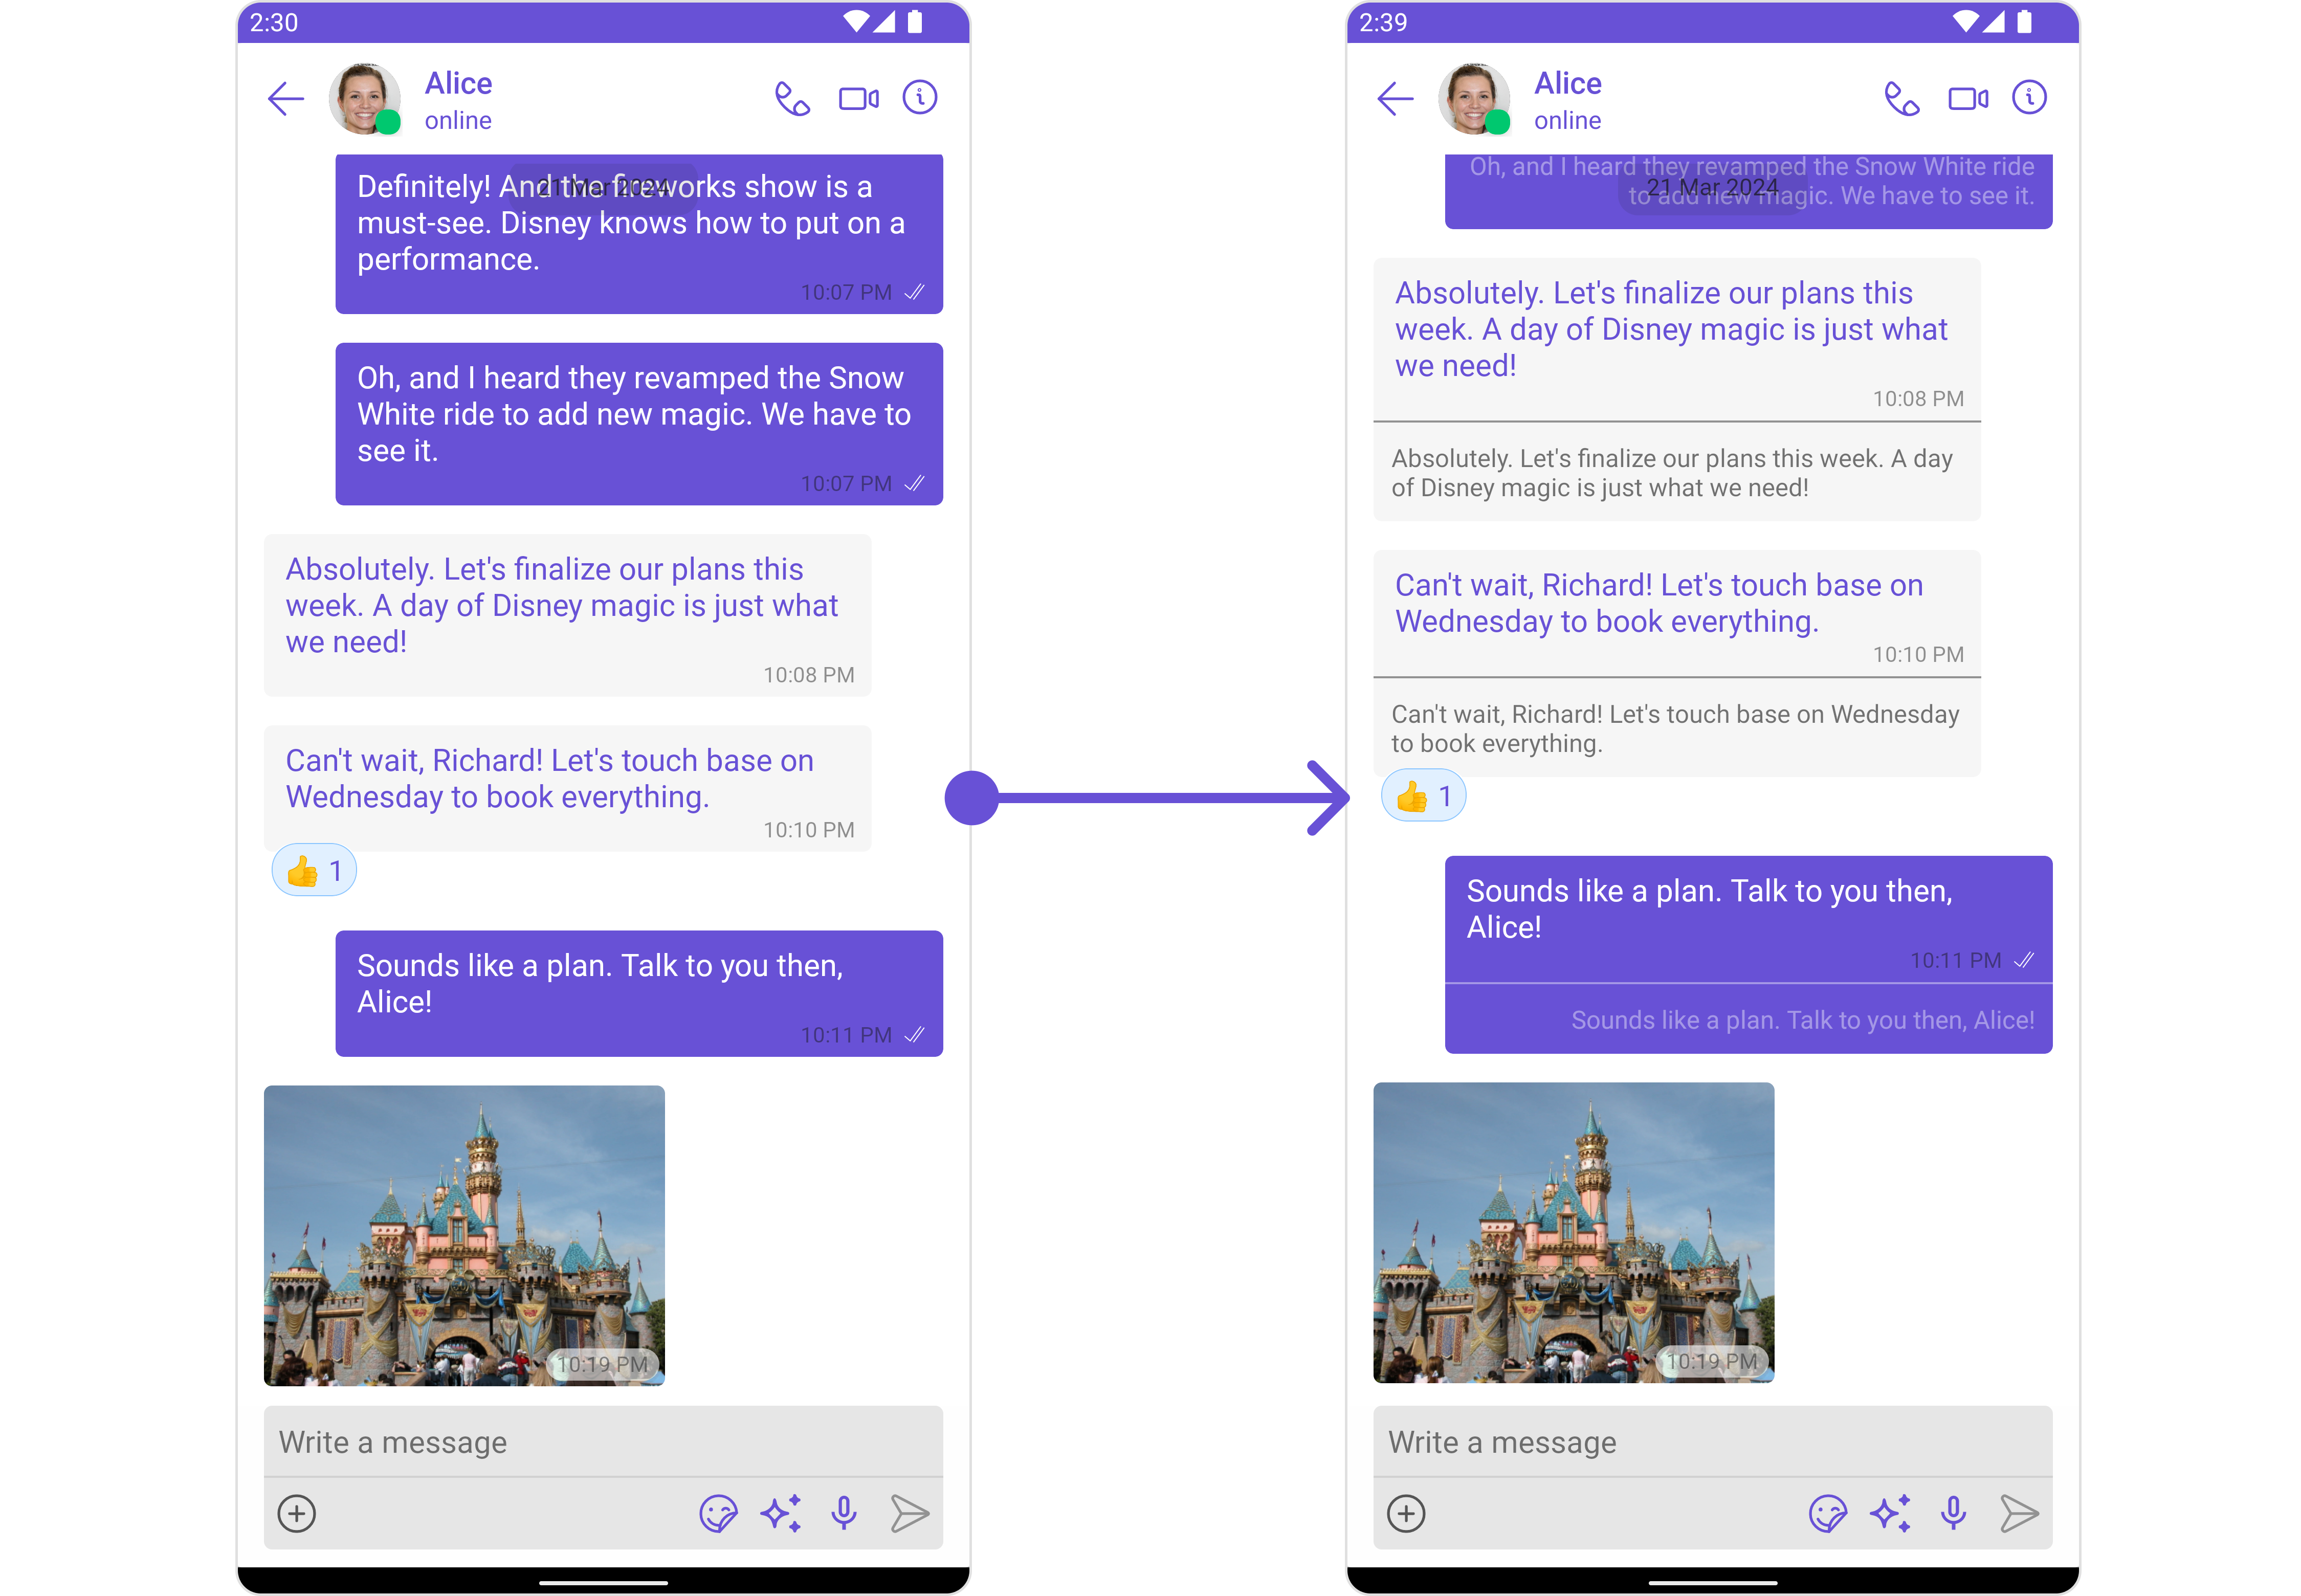 2:30
Alice
online
21 Mar 2024
Definitely! And the fireworks show is a
must-see. Disney knows how to put on a
performance.
10:07 PM
Oh, and I heard they revamped the Snow
White ride to add new magic. We have to
see it.
10:07 PM
Absolutely. Let's finalize our plans this
week. A day of Disney magic is just what
we need!
10:08 PM
Can't wait, Richard! Let's touch base on
Wednesday to book everything.
10:10 PM
👍 1
Sounds like a plan. Talk to you then,
Alice!
10:11 PM
10:19 PM
Write a message
2:39
Alice
online
Oh, and I heard they revamped the Snow White ride
to add new magic. We have to see it.
21 Mar 2024
Absolutely. Let's finalize our plans this
week. A day of Disney magic is just what
we need!
10:08 PM
Absolutely. Let's finalize our plans this week. A day
of Disney magic is just what we need!
Can't wait, Richard! Let's touch base on
Wednesday to book everything.
10:10 PM
Can't wait, Richard! Let's touch base on Wednesday
to book everything.
👍 1
Sounds like a plan. Talk to you then,
Alice!
10:11 PM
Sounds like a plan. Talk to you then, Alice!
10:19 PM
Write a message